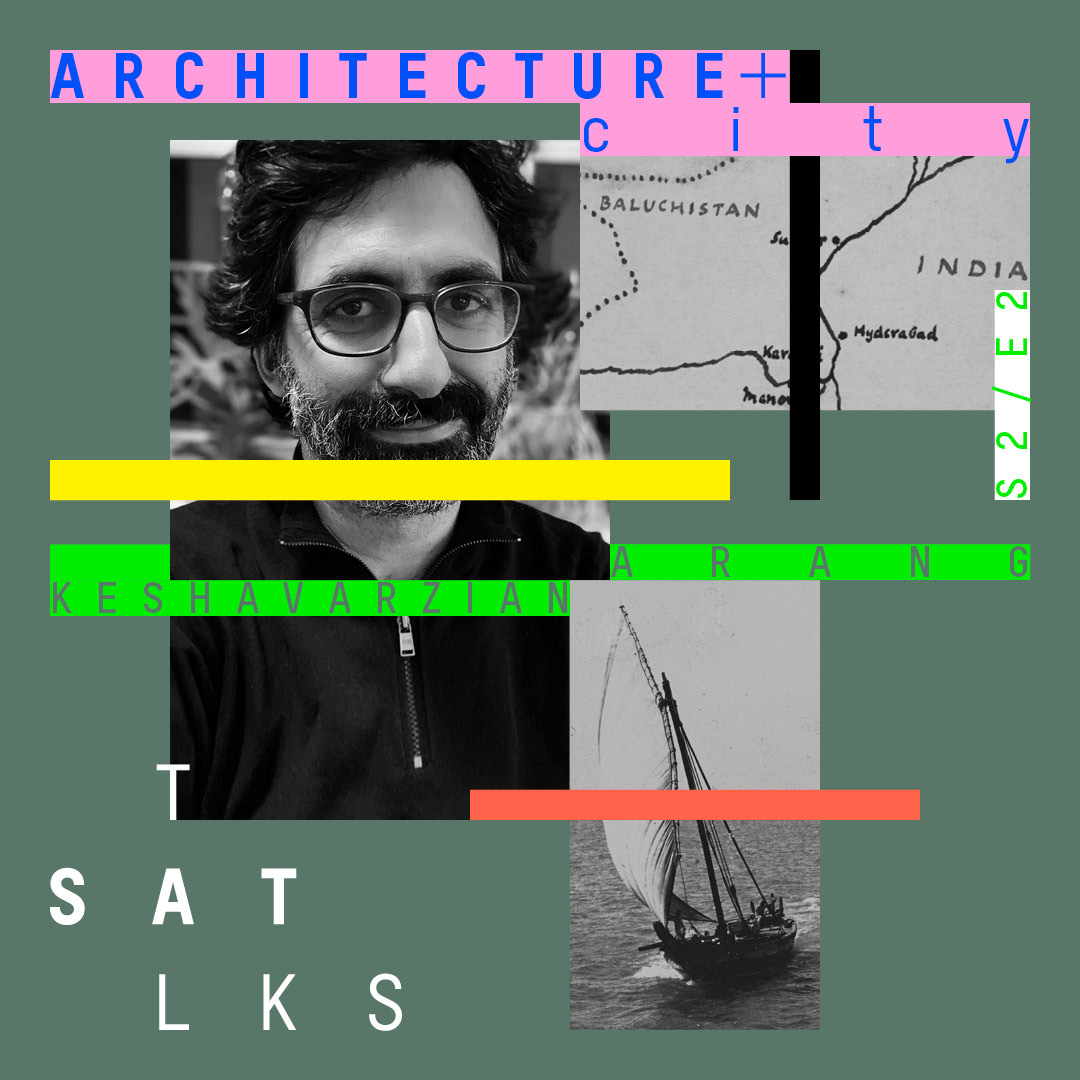 ARCHITECTURE+
city
BALUCHISTAN
INDIA
Hyderabad
S2/E2
ARANG
KESHAVARZIAN
T
SAT
LKS